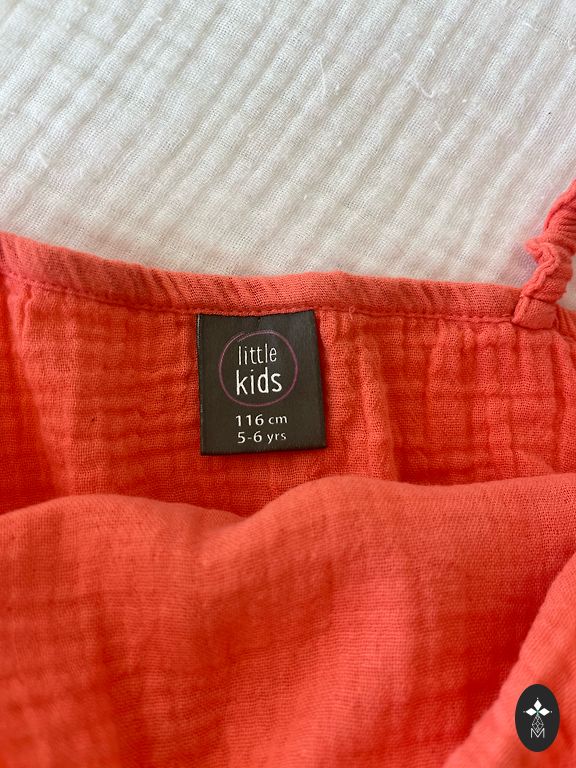 little
kids
116 cm
5-6 yrs
M